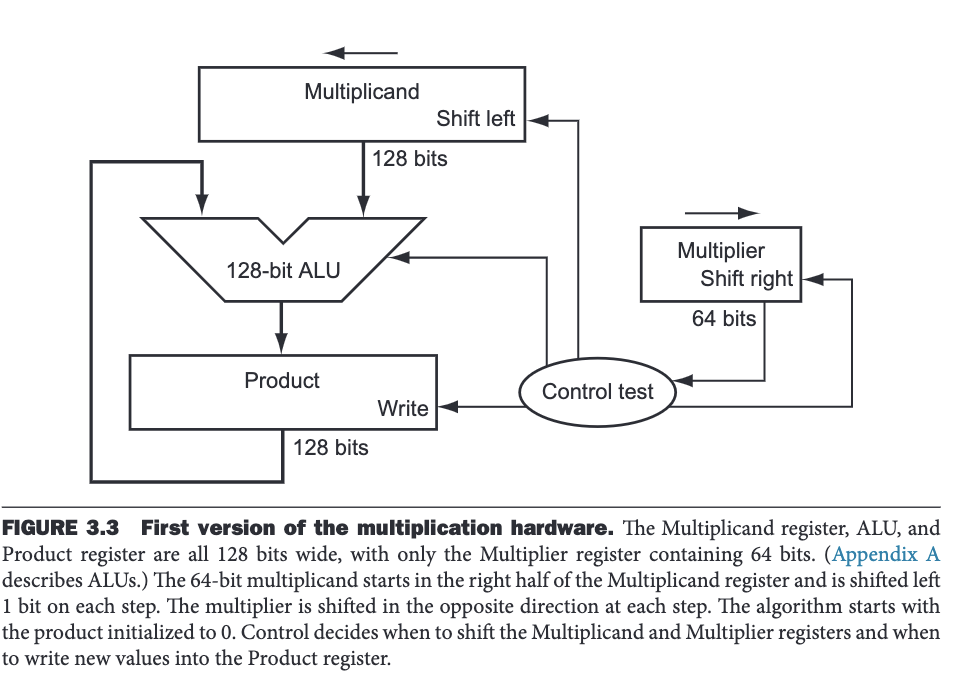 Multiplicand
Shift left
128 bits
128-bit ALU
Multiplier
Shift right
64 bits
Product
Write
Control test
128 bits
FIGURE 3.3 First version of the multiplication hardware. The Multiplicand register, ALU, and
Product register are all 128 bits wide, with only the Multiplier register containing 64 bits. (Appendix A
describes ALUs.) The 64-bit multiplicand starts in the right half of the Multiplicand register and is shifted left
1 bit on each step. The multiplier is shifted in the opposite direction at each step. The algorithm starts with
the product initialized to 0. Control decides when to shift the Multiplicand and Multiplier registers and when
to write new values into the Product register.